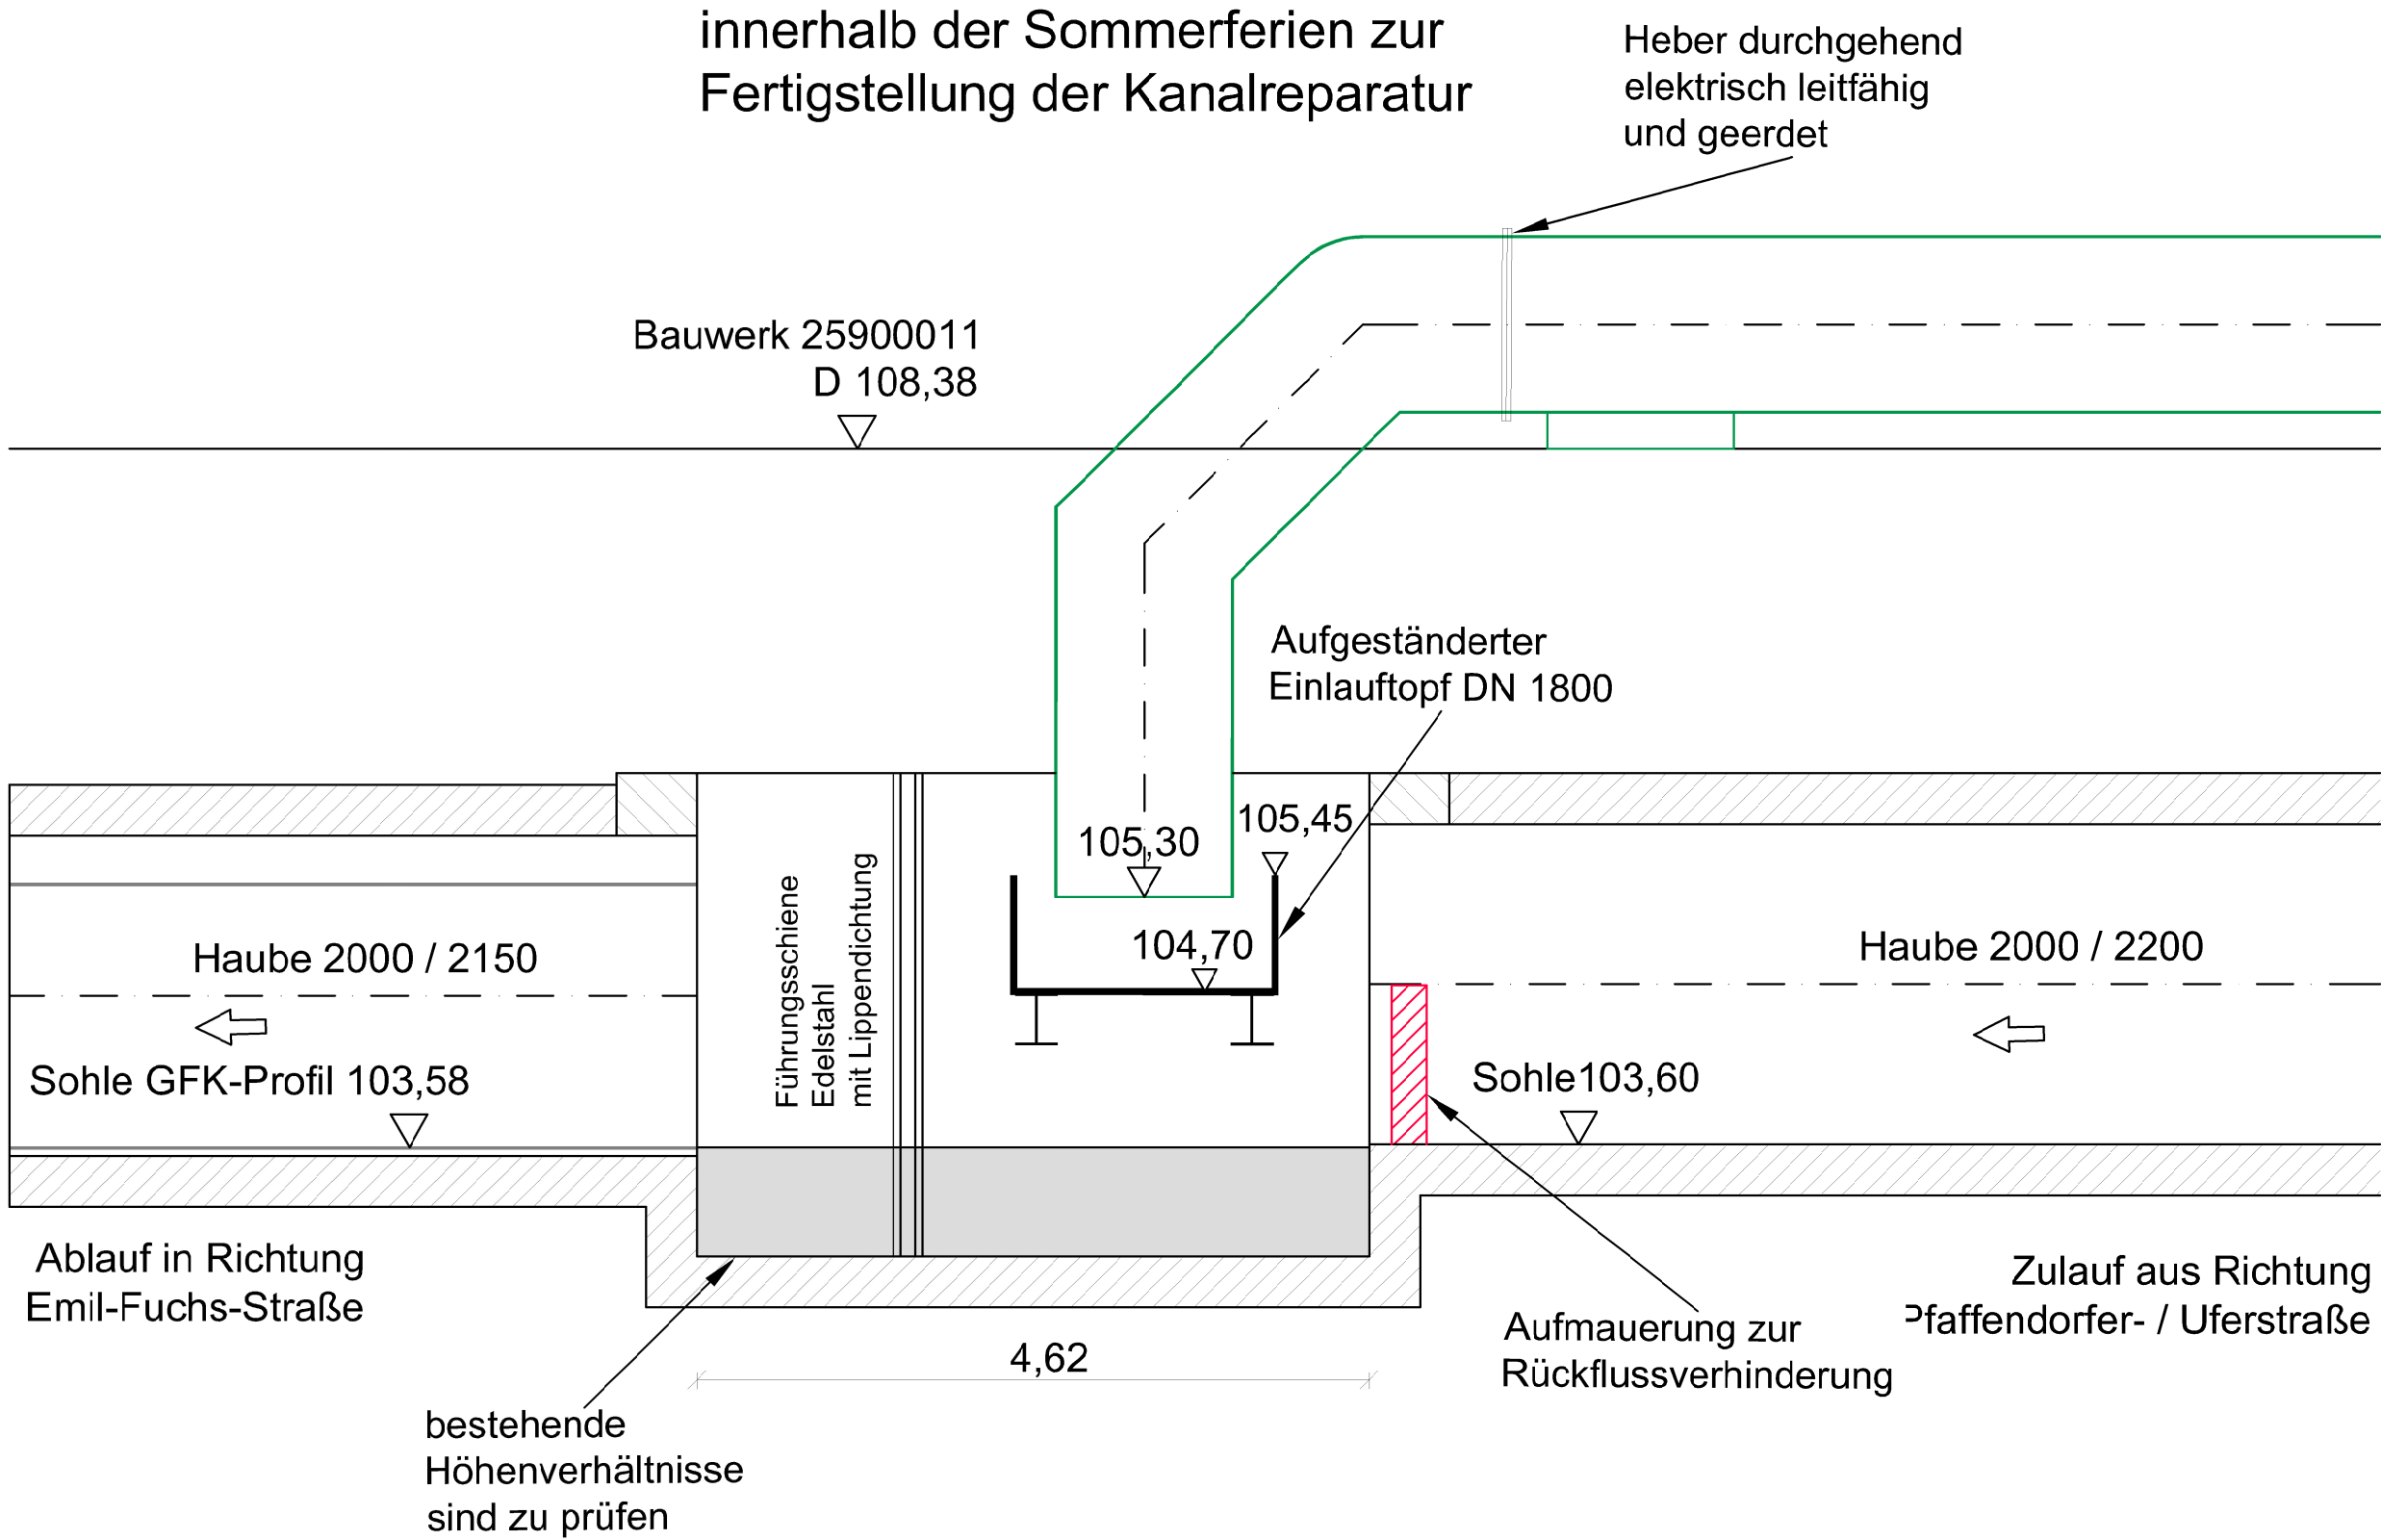 innerhalb der Sommerferien zur
Fertigstellung der Kanalreparatur
Heber durchgehend
elektrisch leitfähig
und geerdet
Bauwerk 25900011
D 108,38
Aufgeständerter
Einlauftopf DN 1800
105,30
105,45
104,70
Führungsschiene
Edelstahl
mit Lippendichtung
Haube 2000 / 2150
Haube 2000 / 2200
Sohle GFK-Profil 103,58
Sohle103,60
Ablauf in Richtung
Emil-Fuchs-Straße
Zulauf aus Richtung
Pfaffendorfer- / Uferstraße
Aufmauerung zur
Rückflussverhinderung
4,62
bestehende
Höhenverhältnisse
sind zu prüfen